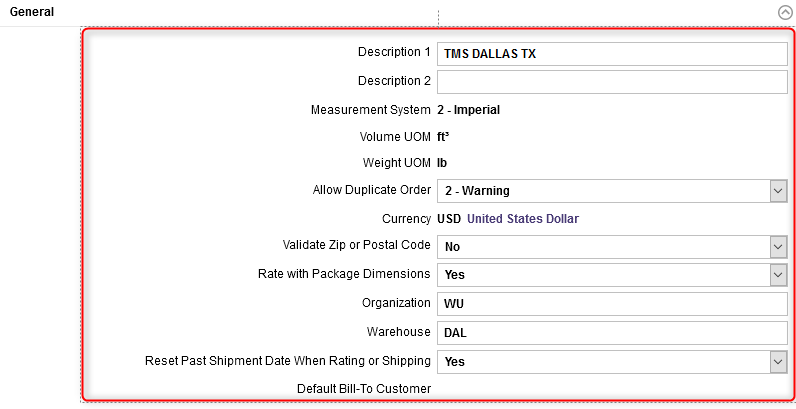 General
Description 1 TMS DALLAS TX
Description 2
Measurement System 2 - Imperial
Volume UOM ft³
Weight UOM lb
Allow Duplicate Order 2 - Warning
Currency USD United States Dollar
Validate Zip or Postal Code No
Rate with Package Dimensions Yes
Organization WU
Warehouse DAL
Reset Past Shipment Date When Rating or Shipping Yes
Default Bill-To Customer